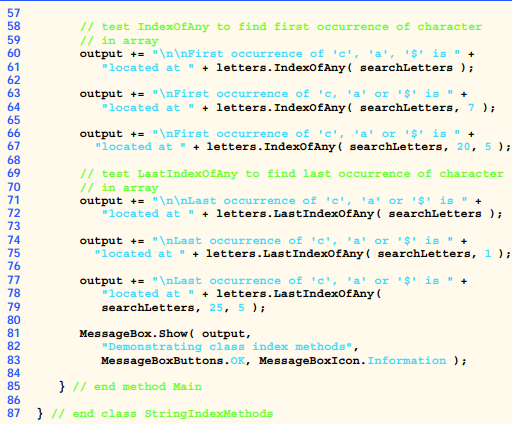 57
58 // test IndexOfAny to find first occurrence of character
59 // in array
60 output += "\n\nFirst occurrence of 'c', 'a', '$' is " +
61 "located at " + letters.IndexOfAny( searchLetters );
62
63 output += "\nFirst occurrence of 'c, 'a' or '$' is " +
64 "located at " + letters.IndexOfAny( searchLetters, 7 );
65
66 output += "\nFirst occurrence of 'c', 'a' or '$' is " +
67 "located at " + letters.IndexOfAny( searchLetters, 20, 5 );
68
69 // test LastIndexOfAny to find last occurrence of character
70 // in array
71 output += "\n\nLast occurrence of 'c', 'a' or '$' is " +
72 "located at " + letters.LastIndexOfAny( searchLetters );
73
74 output += "\nLast occurrence of 'c', 'a' or '$' is " +
75 "located at " + letters.LastIndexOfAny( searchLetters, 1 );
76
77 output += "\nLast occurrence of 'c', 'a' or '$' is " +
78 "located at " + letters.LastIndexOfAny(
79 searchLetters, 25, 5 );
80
81 MessageBox.Show( output,
82 "Demonstrating class index methods",
83 MessageBoxButtons.OK, MessageBoxIcon.Information );
84
85 } // end method Main
86
87 } // end class StringIndexMethods